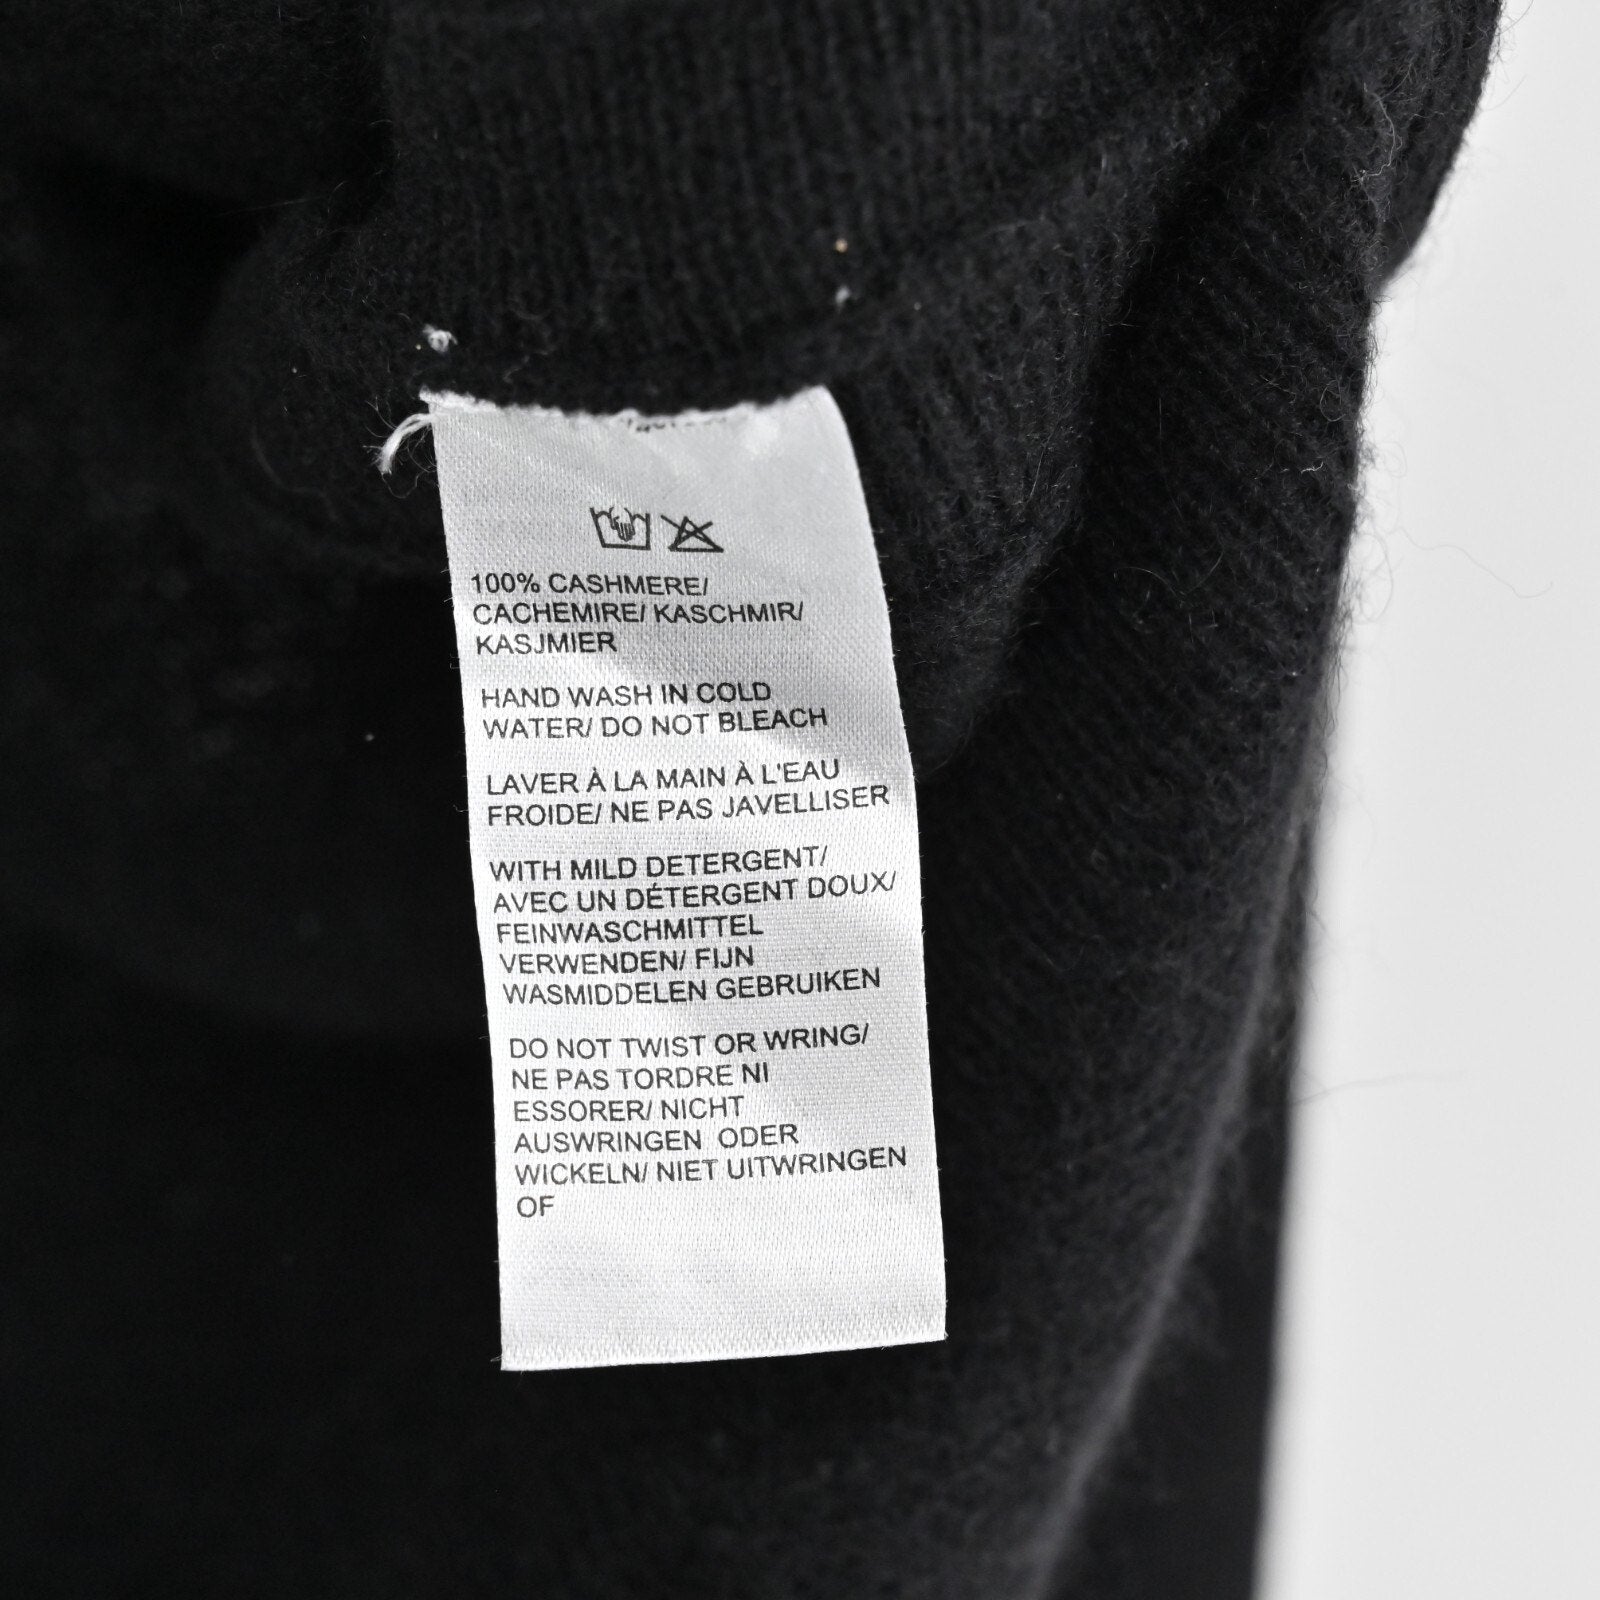 100% CASHMERE/
CACHEMIRE/ KASCHMIR/
KASJMIER
HAND WASH IN COLD
WATER/ DO NOT BLEACH
LAVER À LA MAIN À L'EAU
FROIDE/ NE PAS JAVELLISER
WITH MILD DETERGENT/
AVEC UN DÉTERGENT DOUX/
FEINWASCHMITTEL
VERWENDEN/ FIJN
WASMIDDELEN GEBRUIKEN
DO NOT TWIST OR WRING/
NE PAS TORDRE NI
ESSORER/ NICHT
AUSWRINGEN ODER
WICKELN/ NIET UITWRINGEN
OF